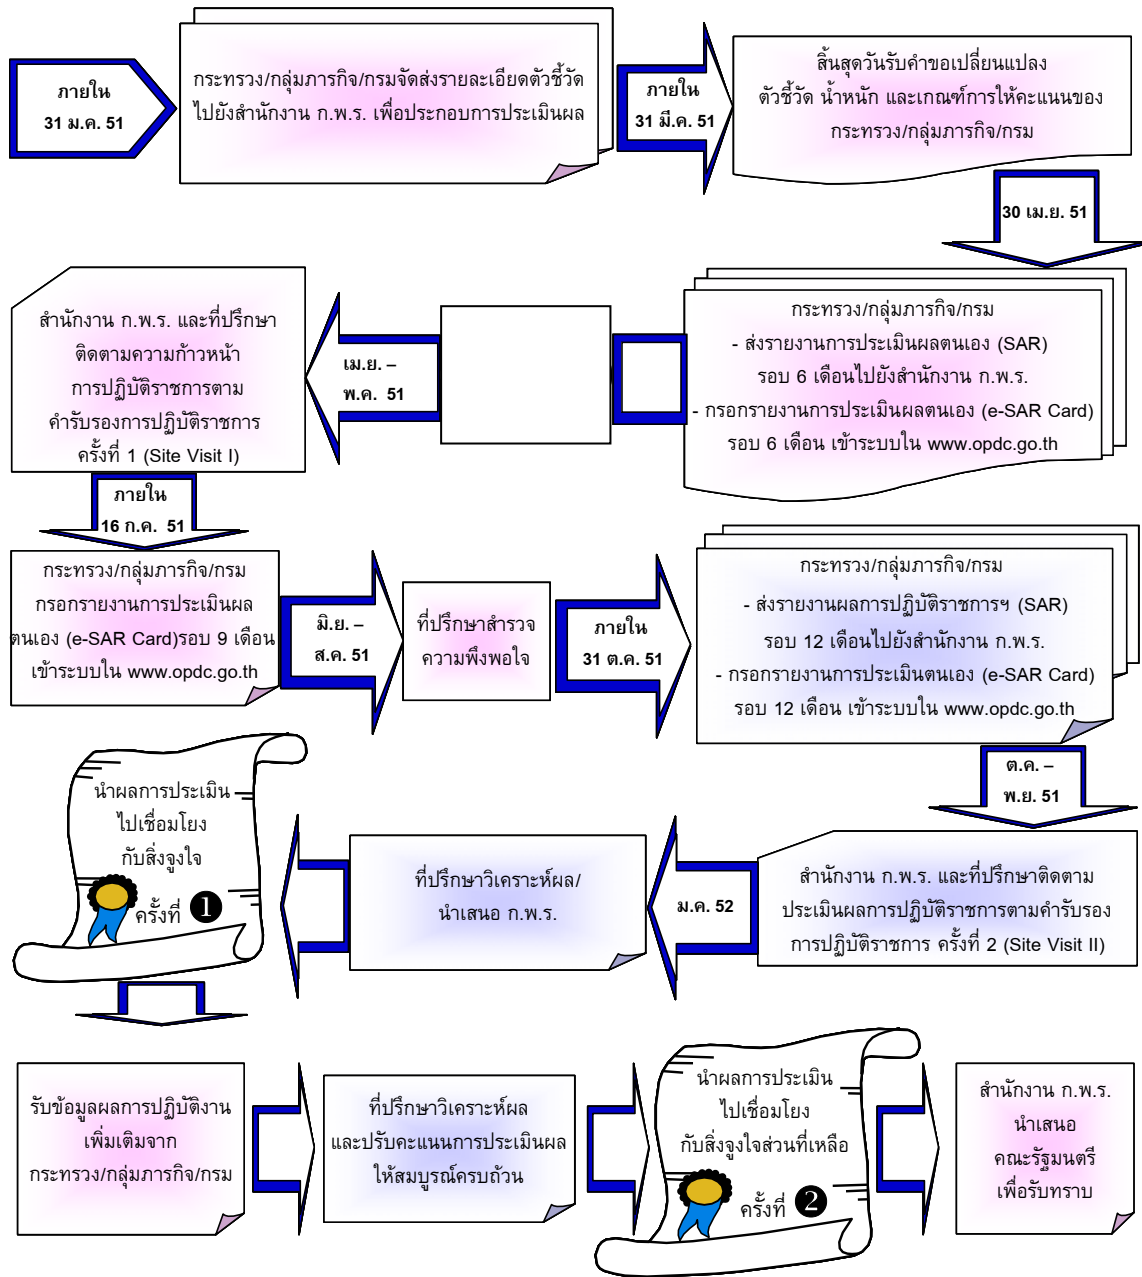 ภายใน
31 ม.ค. 51
กระทรวง/กลุ่มภารกิจ/กรมจัดส่งรายละเอียดตัวชี้วัด
ไปยังสำนักงาน ก.พ.ร. เพื่อประกอบการประเมินผล
ภายใน
31 มี.ค. 51
สิ้นสุดวันรับคำขอเปลี่ยนแปลง
ตัวชี้วัด น้ำหนัก และเกณฑ์การให้คะแนนของ
กระทรวง/กลุ่มภารกิจ/กรม
30 เม.ย. 51
กระทรวง/กลุ่มภารกิจ/กรม
- ส่งรายงานการประเมินผลตนเอง (SAR)
รอบ 6 เดือนไปยังสำนักงาน ก.พ.ร.
- กรอกรายงานการประเมินผลตนเอง (e-SAR Card)
รอบ 6 เดือน เข้าระบบใน www.opdc.go.th
เม.ย. –
พ.ค. 51
สำนักงาน ก.พ.ร. และที่ปรึกษา
ติดตามความก้าวหน้า
การปฏิบัติราชการตาม
คำรับรองการปฏิบัติราชการ
ครั้งที่ 1 (Site Visit I)
ภายใน
16 ก.ค. 51
กระทรวง/กลุ่มภารกิจ/กรม
กรอกรายงานการประเมินผล
ตนเอง (e-SAR Card)รอบ 9 เดือน
เข้าระบบใน www.opdc.go.th
มิ.ย. –
ส.ค. 51
ที่ปรึกษาสำรวจ
ความพึงพอใจ
ภายใน
31 ต.ค. 51
กระทรวง/กลุ่มภารกิจ/กรม
- ส่งรายงานผลการปฏิบัติราชการฯ (SAR)
รอบ 12 เดือนไปยังสำนักงาน ก.พ.ร.
- กรอกรายงานการประเมินตนเอง (e-SAR Card)
รอบ 12 เดือน เข้าระบบใน www.opdc.go.th
ต.ค. –
พ.ย. 51
สำนักงาน ก.พ.ร. และที่ปรึกษาติดตาม
ประเมินผลการปฏิบัติราชการตามคำรับรอง
การปฏิบัติราชการ ครั้งที่ 2 (Site Visit II)
ม.ค. 52
ที่ปรึกษาวิเคราะห์ผล/
นำเสนอ ก.พ.ร.
นำผลการประเมิน
ไปเชื่อมโยง
กับสิ่งจูงใจ
ครั้งที่ ❶
รับข้อมูลผลการปฏิบัติงาน
เพิ่มเติมจาก
กระทรวง/กลุ่มภารกิจ/กรม
ที่ปรึกษาวิเคราะห์ผล
และปรับคะแนนการประเมินผล
ให้สมบูรณ์ครบถ้วน
นำผลการประเมิน
ไปเชื่อมโยง
กับสิ่งจูงใจส่วนที่เหลือ
ครั้งที่ ❷
สำนักงาน ก.พ.ร.
นำเสนอ
คณะรัฐมนตรี
เพื่อรับทราบ